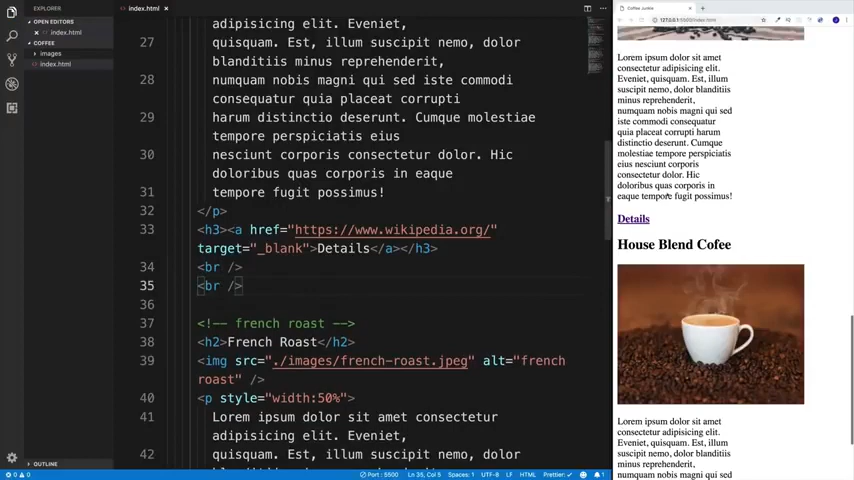 EXPLORER
OPEN EDITORS
index.html
COFFEE
images
index.html
OUTLINE
index.html
adipisicing elit. Eveniet,
27 quisquam. Est, illum suscipit nemo, dolor
blanditiis minus reprehenderit,
28 numquam nobis magni qui sed iste commodi
consequatur quia placeat corrupti
29 harum distinctio deserunt. Cumque molestiae
tempore perspiciatis eius
30 nesciunt corporis consectetur dolor. Hic
doloribus quas corporis in eaque
31 tempore fugit possimus!
32 </p>
33 <h3><a href="https://www.wikipedia.org/"
target="_blank">Details</a></h3>
34 <br />
35 <br />
36
37 <!-- french roast -->
38 <h2>French Roast</h2>
39 <img src="./images/french-roast.jpeg" alt="french
roast" />
40 <p style="width:50%">
41 Lorem ipsum dolor sit amet consectetur
adipisicing elit. Eveniet,
42 quisquam. Est, illum suscipit nemo, dolor
0 0
Port : 5500
Ln 35, Col 5
Spaces: 1
UTF-8
LF
HTML
Prettier: ✓
1
Coffee Junkie
127.0.0.1:5500/index.html
Lorem ipsum dolor sit amet
consectetur adipisicing elit.
Eveniet, quisquam. Est, illum
suscipit nemo, dolor blanditiis
minus reprehenderit,
numquam nobis magni qui sed
iste commodi consequatur
quia placeat corrupti harum
distinctio deserunt. Cumque
molestiae tempore perspiciatis
eius nesciunt corporis
consectetur dolor. Hic
doloribus quas corporis in
eaque tempore fugit possimus!
Details
House Blend Cofee
Lorem ipsum dolor sit amet
consectetur adipisicing elit.
Eveniet, quisquam. Est, illum
suscipit nemo, dolor blanditiis
minus reprehenderit,
numquam nobis magni qui sed